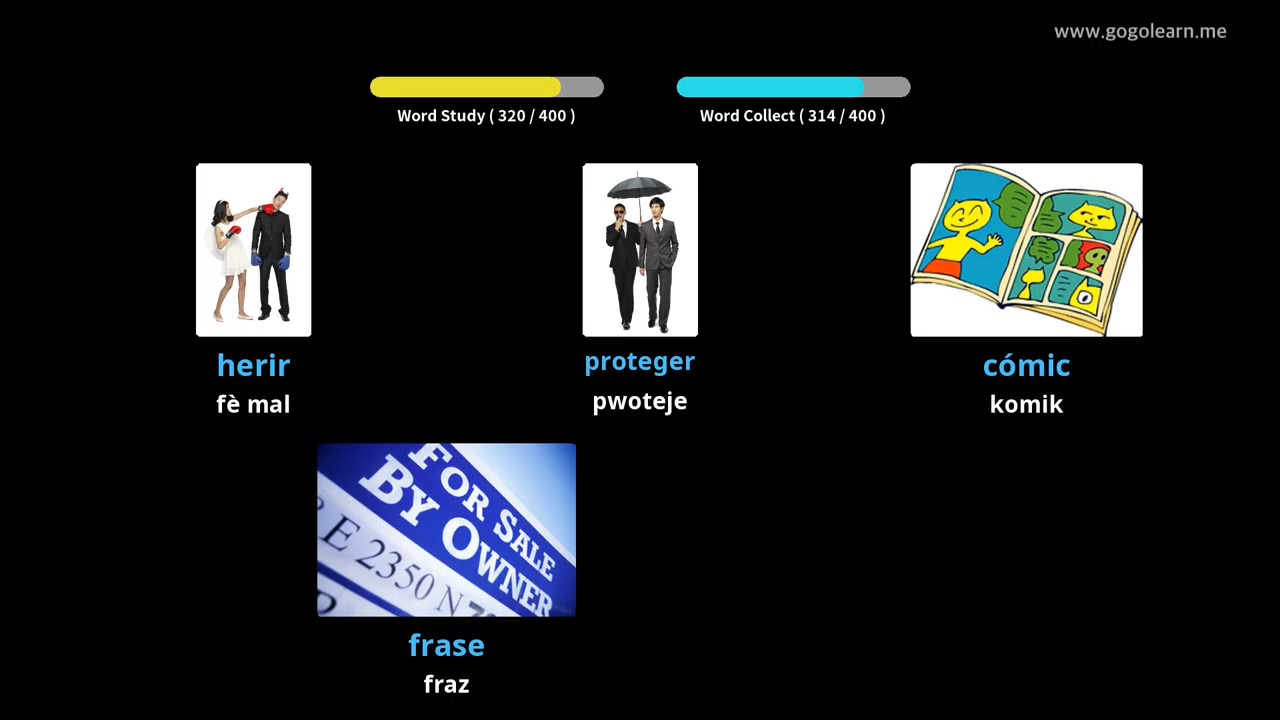 www.gogolearn.me
Word Study ( 320 / 400 )
Word Collect ( 314 / 400 )
herir
fè mal
proteger
pwoteje
cómic
komik
FOR SALE
BY OWNER
E 2350 N
frase
fraz